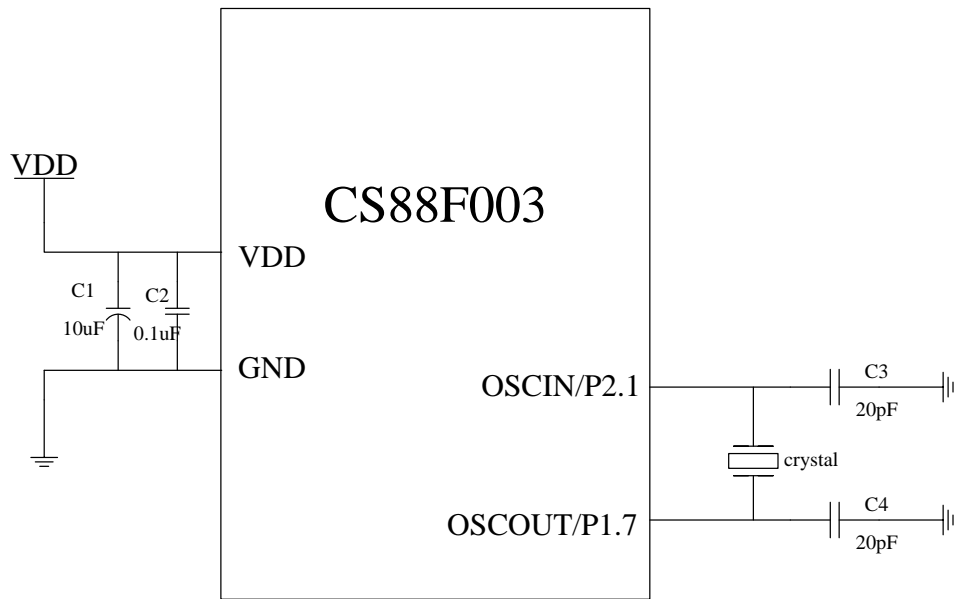 VDD
CS88F003
VDD
C1
C2
10uF
0.1uF
GND
OSCIN/P2.1
C3
20pF
crystal
OSCOUT/P1.7
C4
20pF